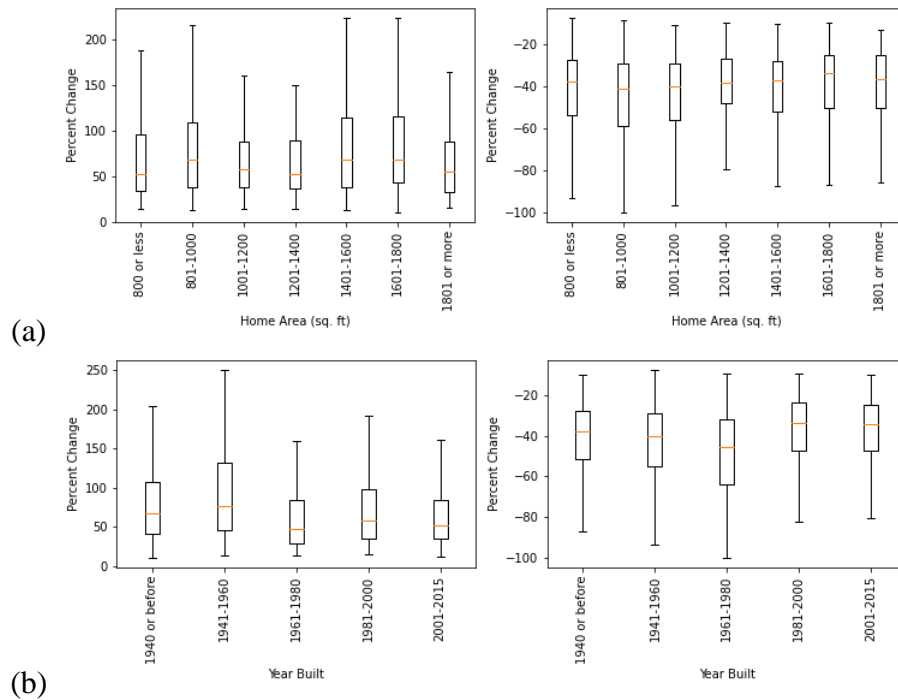 200
150
100
50
0
Percent Change
800 or less
801-1000
1001-1200
1201-1400
1401-1600
1601-1800
1801 or more
Home Area (sq. ft)
−20
−40
−60
−80
−100
Percent Change
800 or less
801-1000
1001-1200
1201-1400
1401-1600
1601-1800
1801 or more
Home Area (sq. ft)
(a)
250
200
150
100
50
0
Percent Change
1940 or before
1941-1960
1961-1980
1981-2000
2001-2015
Year Built
−20
−40
−60
−80
−100
Percent Change
1940 or before
1941-1960
1961-1980
1981-2000
2001-2015
Year Built
(b)